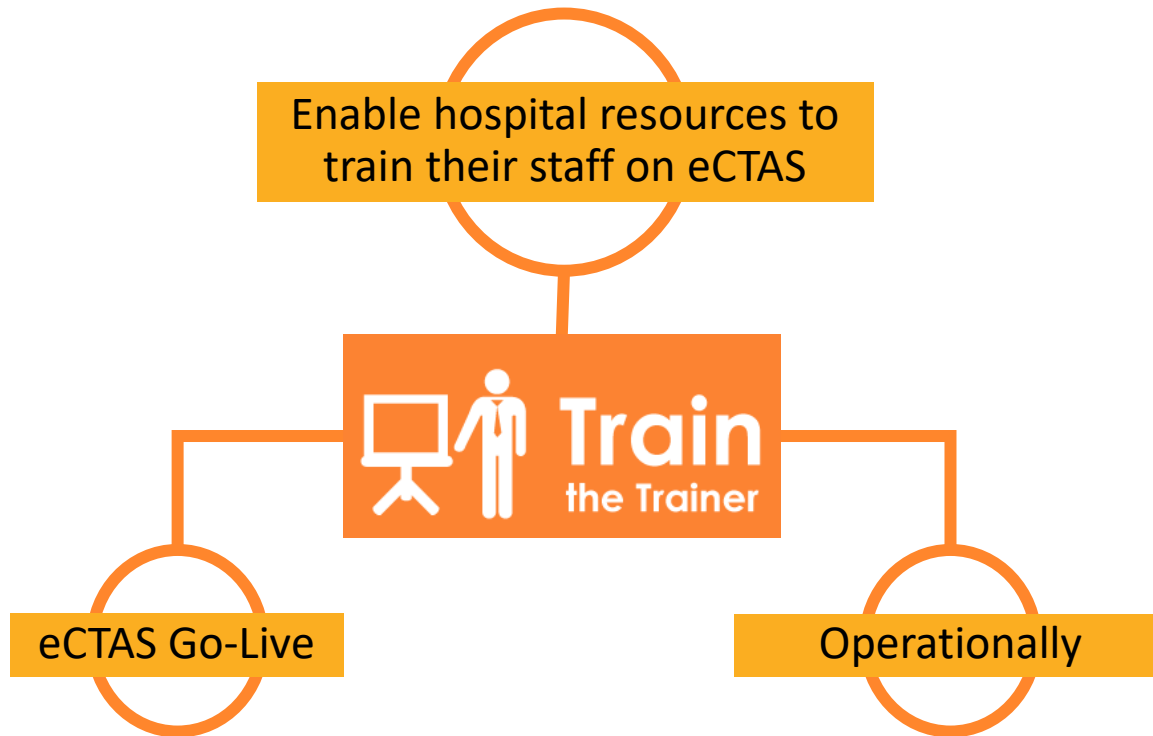 Enable hospital resources to
train their staff on eCTAS
Train
the Trainer
eCTAS Go-Live
Operationally